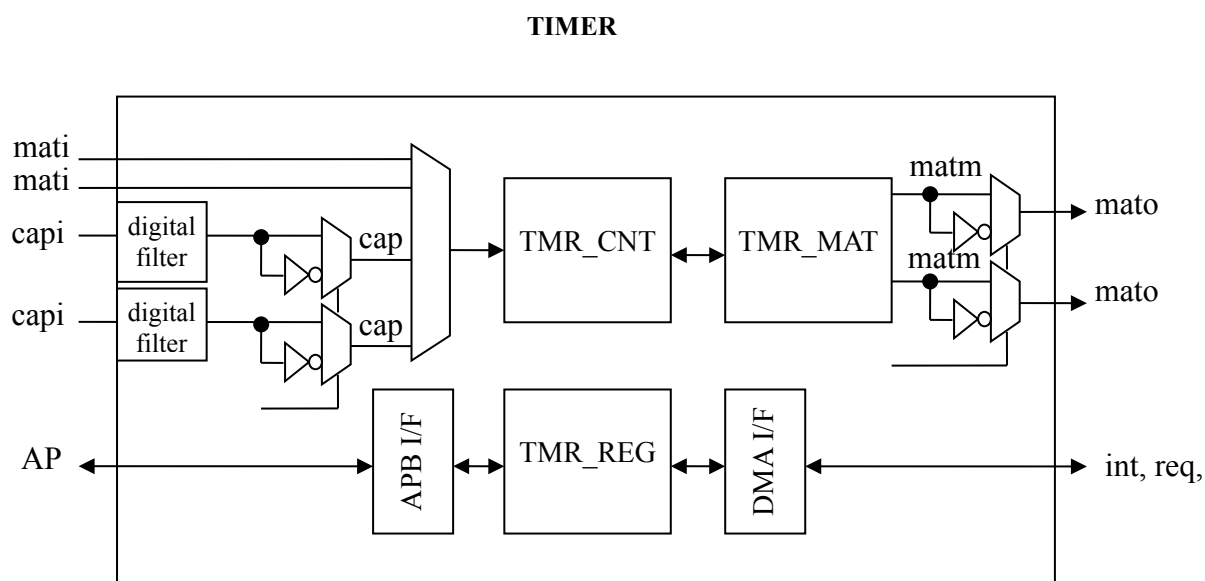 TIMER
mati
mati
capi
digital
filter
cap
TMR_CNT
TMR_MAT
matm
mato
matm
mato
capi
digital
filter
cap
AP
APB I/F
TMR_REG
DMA I/F
int, req,